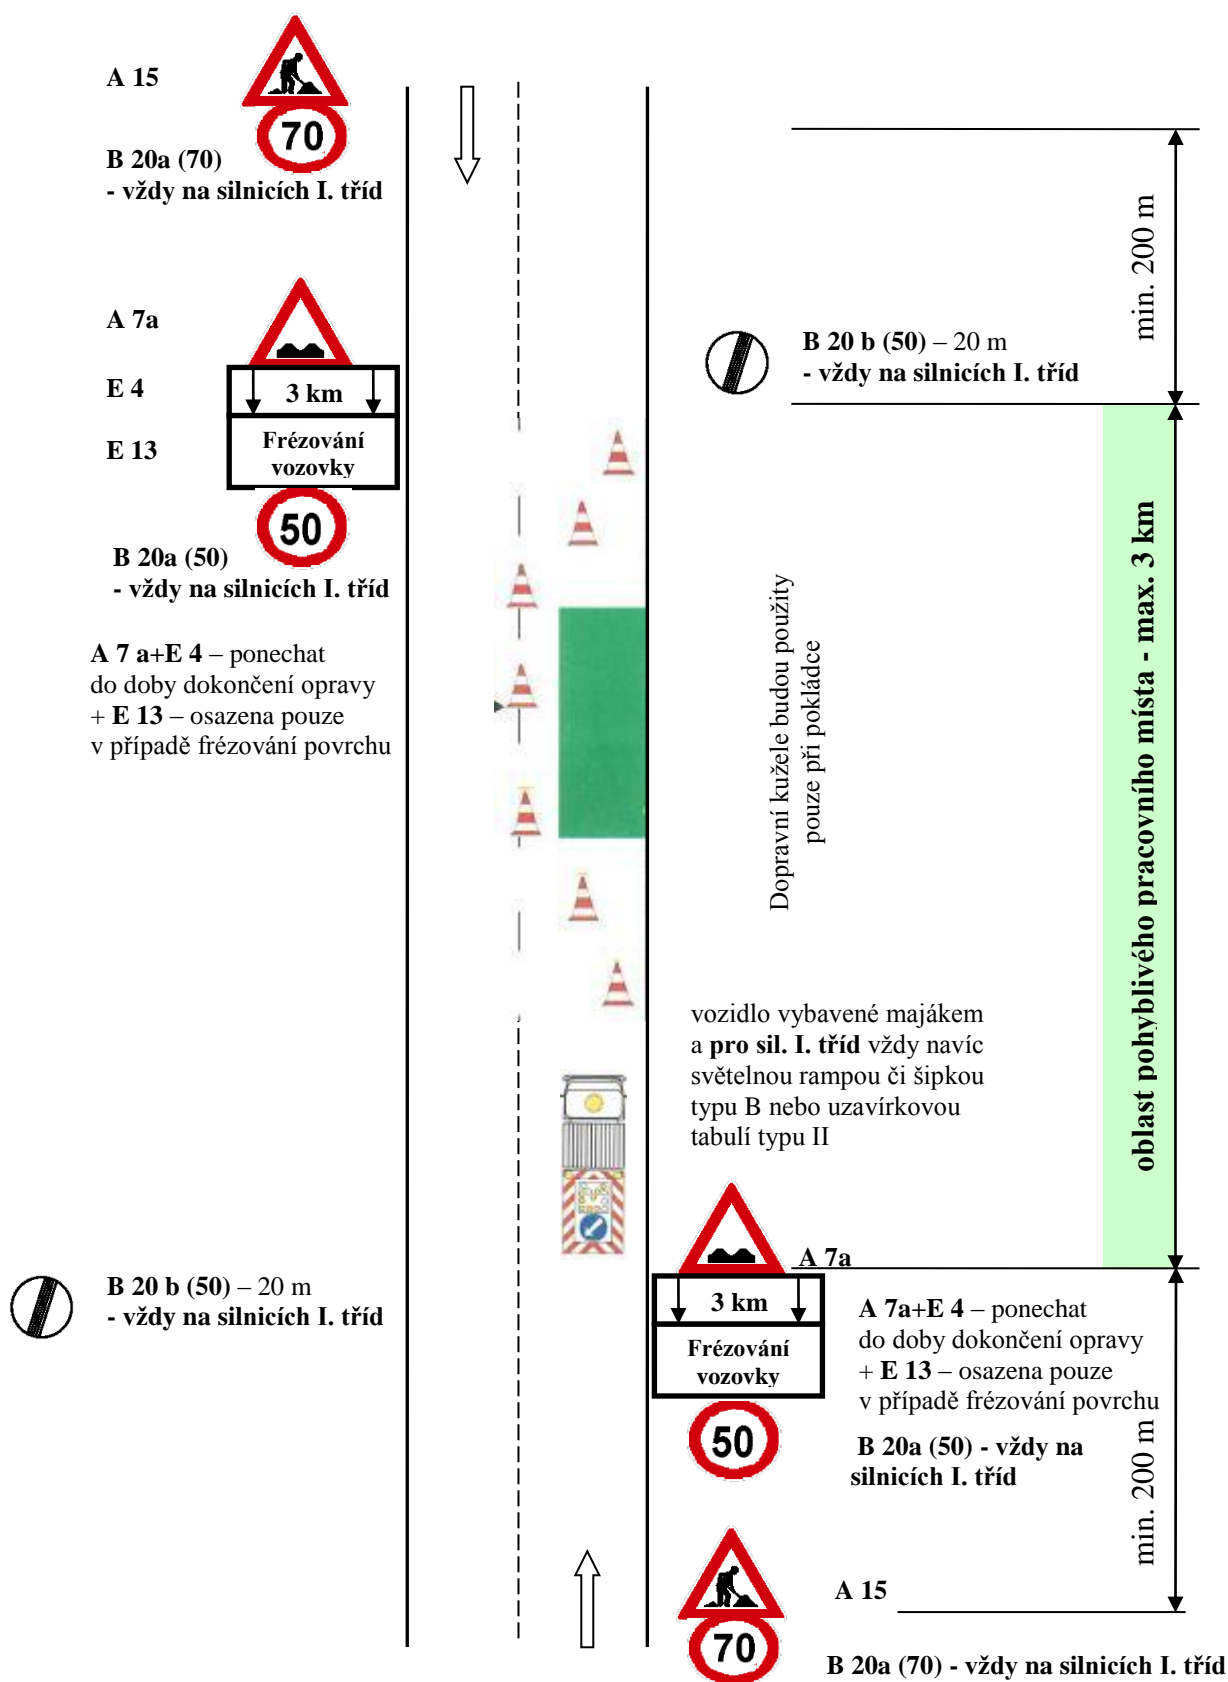 A 15
70
B 20a (70)
- vždy na silnicích I. tříd
min. 200 m
A 7a
E 4
3 km
E 13
Frézování
vozovky
50
B 20a (50)
- vždy na silnicích I. tříd
B 20 b (50) – 20 m
- vždy na silnicích I. tříd
A 7 a+E 4 – ponechat
do doby dokončení opravy
+ E 13 – osazena pouze
v případě frézování povrchu
Dopravní kužele budou použity
pouze při pokládce
oblast pohyblivého pracovního místa - max. 3 km
vozidlo vybavené majákem
a pro sil. I. tříd vždy navíc
světelnou rampou či šipkou
typu B nebo uzavírkovou
tabulí typu II
B 20 b (50) – 20 m
- vždy na silnicích I. tříd
A 7a
3 km
Frézování
vozovky
50
A 7a+E 4 – ponechat
do doby dokončení opravy
+ E 13 – osazena pouze
v případě frézování povrchu
B 20a (50) - vždy na
silnicích I. tříd
min. 200 m
A 15
70
B 20a (70) - vždy na silnicích I. tříd